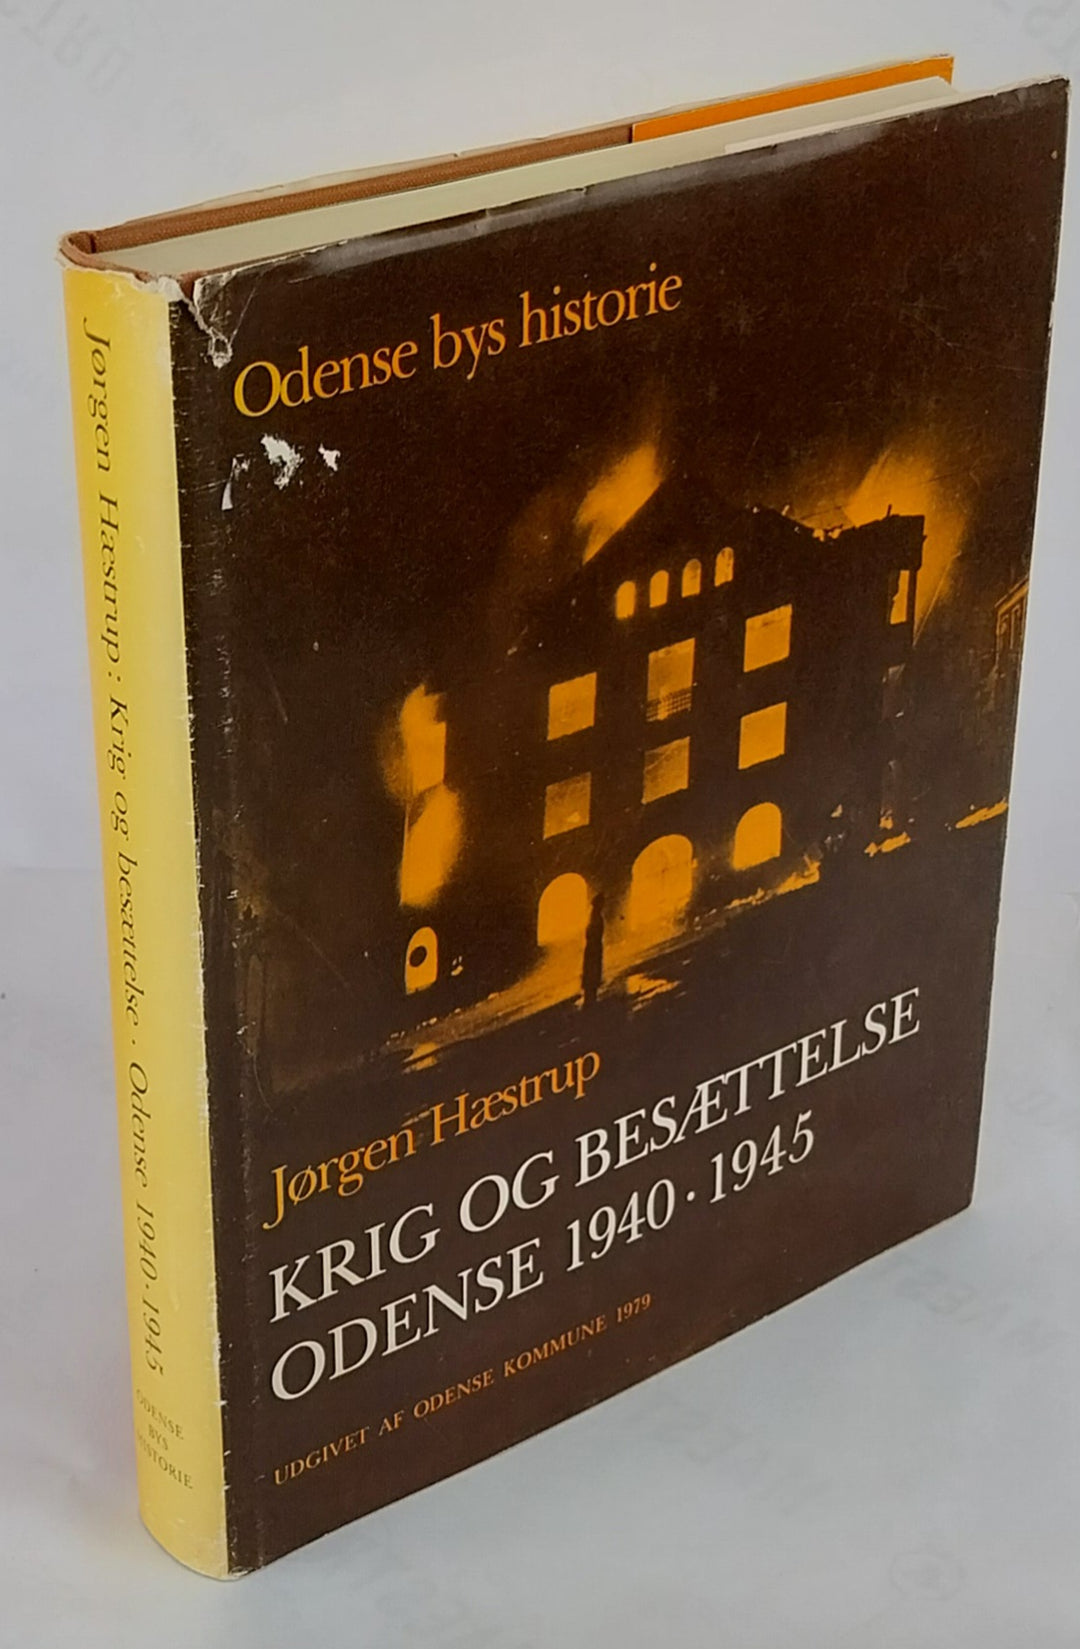 Odense bys historie
Jørgen Hæstrup
KRIG OG BESÆTTELSE
ODENSE 1940·1945
UDGIVET AF ODENSE KOMMUNE 1979
Jørgen Hæstrup: Krig og besættelse · Odense 1940·1945
ODENSE
BYS
HISTORIE